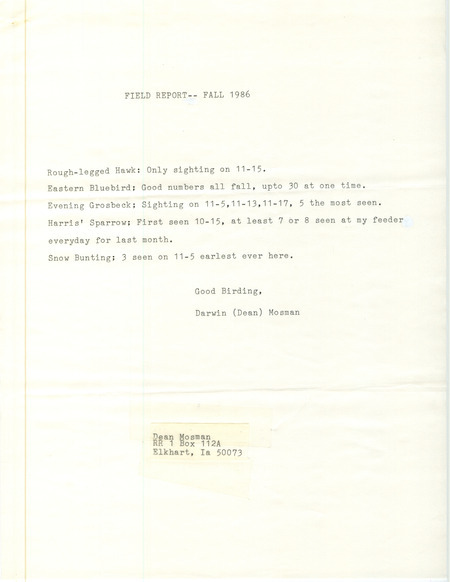 FIELD REPORT-- FALL 1986
Rough-legged Hawk: Only sighting on 11-15.
Eastern Bluebird: Good numbers all fall, upto 30 at one time.
Evening Grosbeck: Sighting on 11-5,11-13,11-17, 5 the most seen.
Harris' Sparrow: First seen 10-15, at least 7 or 8 seen at my feeder
everyday for last month.
Snow Bunting; 3 seen on 11-5 earlest ever here.
Good Birding,
Darwin (Dean) Mosman
Dean Mosman
RR 1 Box 112A
Elkhart, Ia 50073